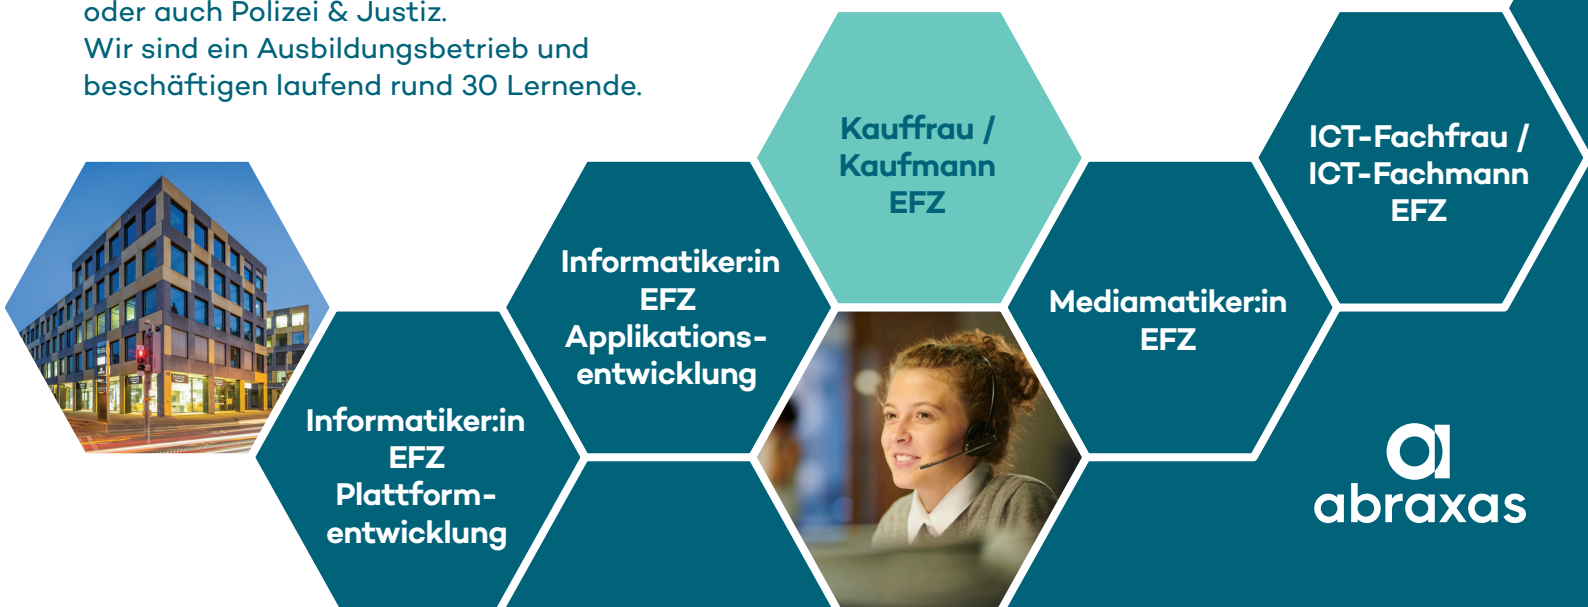 oder auch Polizei & Justiz.
Wir sind ein Ausbildungsbetrieb und
beschäftigen laufend rund 30 Lernende.
Kauffrau /
Kaufmann
EFZ
ICT-Fachfrau /
ICT-Fachmann
EFZ
Informatiker:in
EFZ
Applikations-
entwicklung
Mediamatiker:in
EFZ
Informatiker:in
EFZ
Plattform-
entwicklung
abraxas